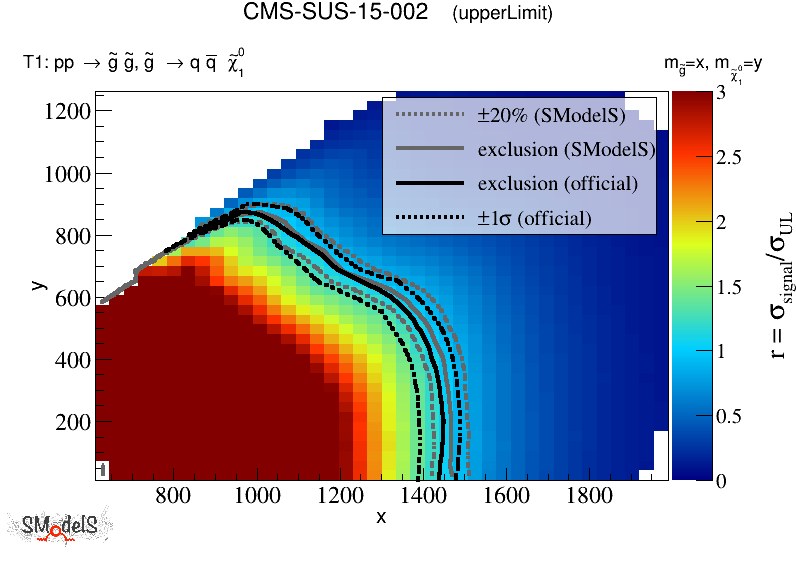 CMS-SUS-15-002 (upperLimit)
T1: pp → g̃ g̃, g̃ → q q̅ χ̃₁⁰
m_g̃=x, m_χ̃₁⁰=y
±20% (SModelS)
exclusion (SModelS)
exclusion (official)
±1σ (official)
1200
1000
800
600
400
200
y
800
1000
1200
1400
1600
1800
x
3
2.5
2
1.5
1
0.5
0
r = σ_signal/σ_UL
SModelS